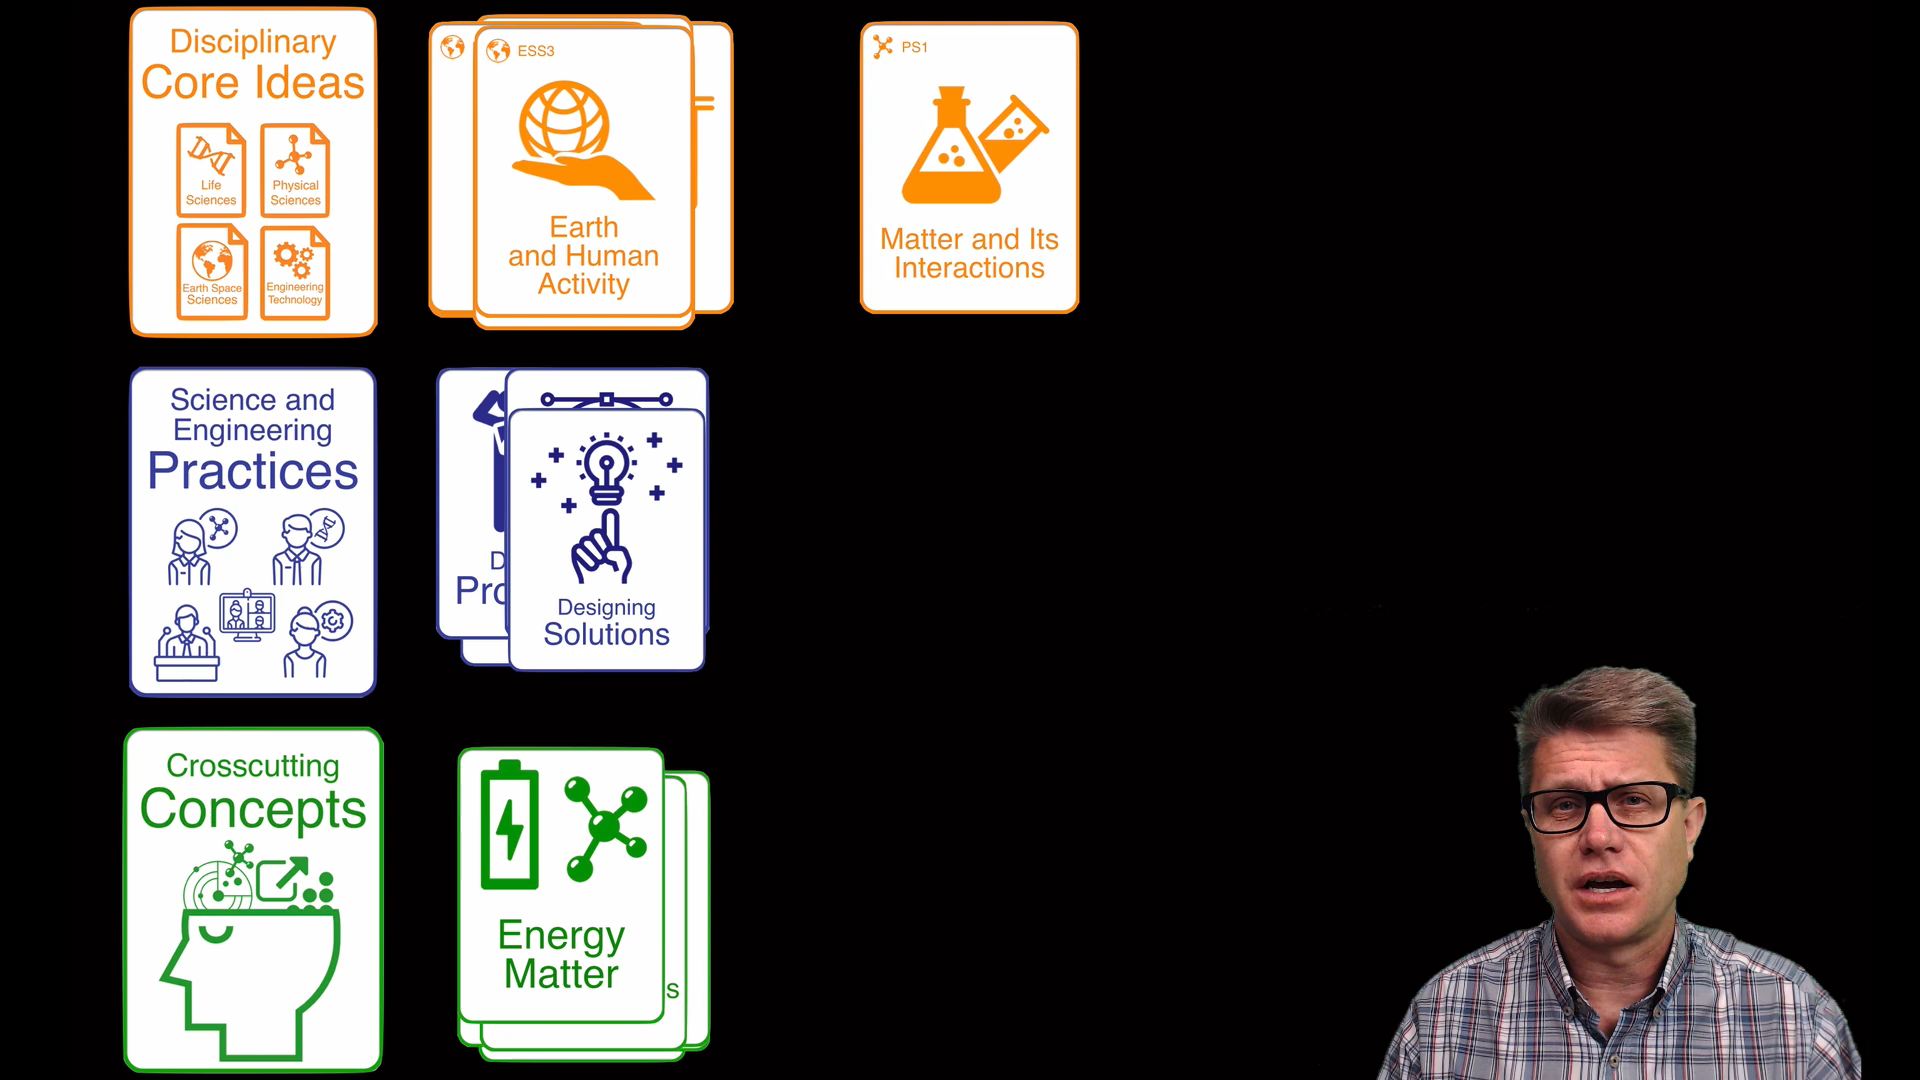 Disciplinary
Core Ideas
Life
Sciences
Physical
Sciences
Earth Space
Sciences
Engineering
Technology
ESS3
Earth
and Human
Activity
PS1
Matter and Its
Interactions
Science and
Engineering
Practices
D
Pro
Designing
Solutions
Crosscutting
Concepts
Energy
Matter
s